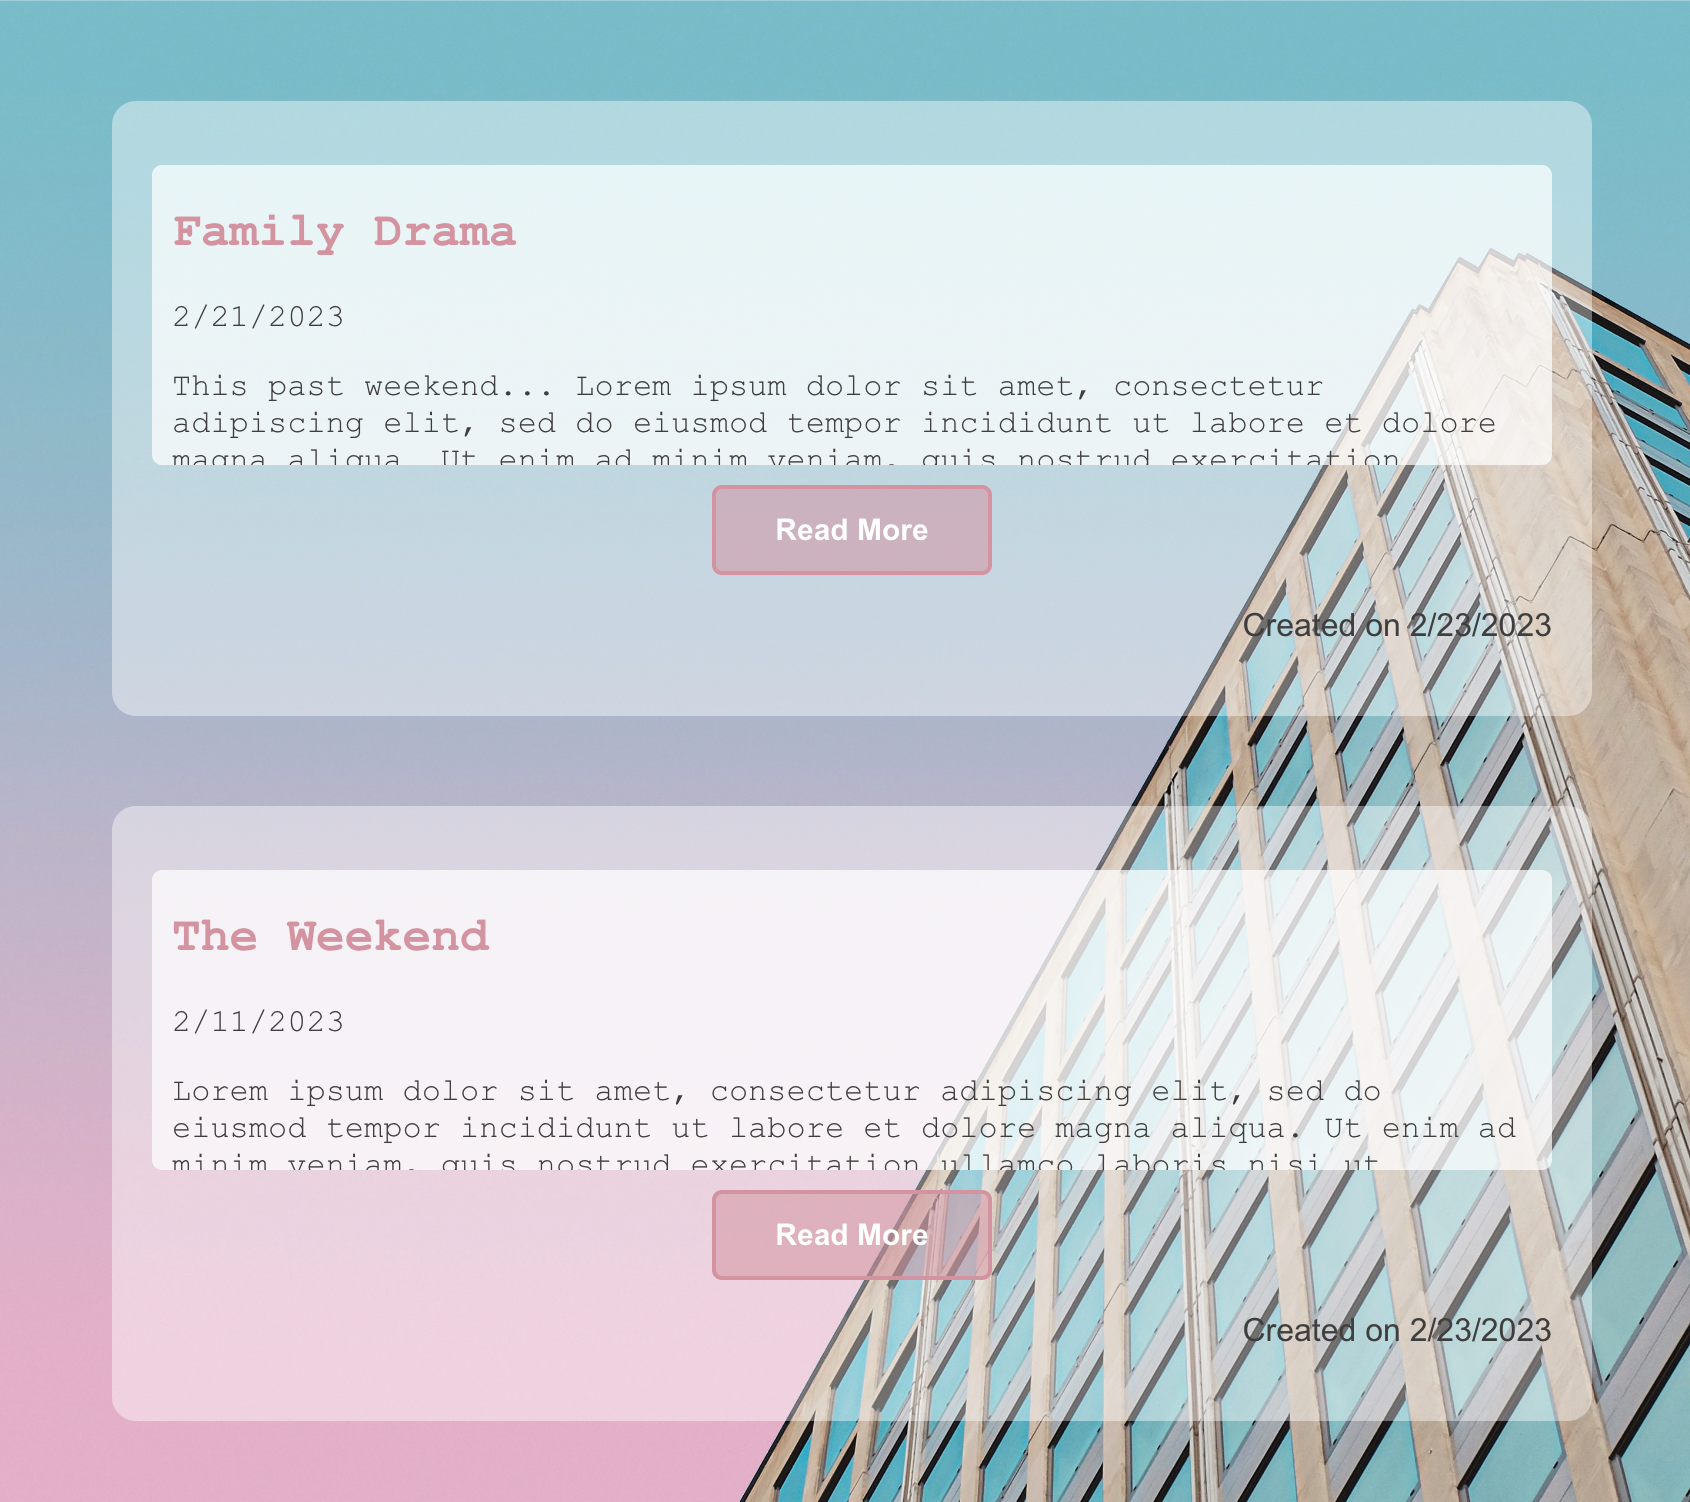 Family Drama
2/21/2023
This past weekend... Lorem ipsum dolor sit amet, consectetur
adipiscing elit, sed do eiusmod tempor incididunt ut labore et dolore
magna aliqua. Ut enim ad minim veniam, quis nostrud exercitation
Read More
Created on 2/23/2023
The Weekend
2/11/2023
Lorem ipsum dolor sit amet, consectetur adipiscing elit, sed do
eiusmod tempor incididunt ut labore et dolore magna aliqua. Ut enim ad
minim veniam, quis nostrud exercitation ullamco laboris nisi ut
Read More
Created on 2/23/2023